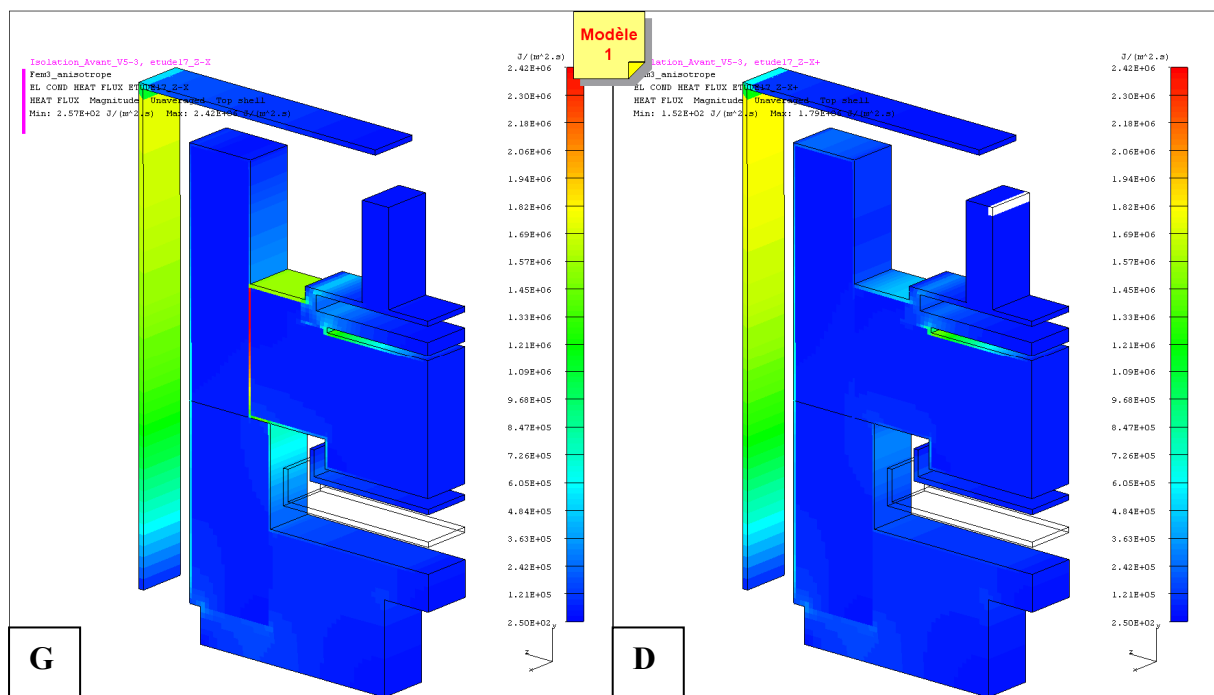 Modèle
1
Isolation_Avant_V5-3, etude17_Z-X
Fem3_anisotrope
EL COND HEAT FLUX ETUDE17_Z-X
HEAT FLUX Magnitude Unaveraged Top shell
Min: 2.57E+02 J/(m^2.s) Max: 2.42E+06 J/(m^2.s)
J/(m^2.s)
2.42E+06
2.30E+06
2.18E+06
2.06E+06
1.94E+06
1.82E+06
1.69E+06
1.57E+06
1.45E+06
1.33E+06
1.21E+06
1.09E+06
9.68E+05
8.47E+05
7.26E+05
6.05E+05
4.84E+05
3.63E+05
2.42E+05
1.21E+05
2.50E+02
z
x
y
G
solation_Avant_V5-3, etude17_Z-X+
em3_anisotrope
EL COND HEAT FLUX ETUDE17_Z-X+
HEAT FLUX Magnitude Unaveraged Top shell
Min: 1.52E+02 J/(m^2.s) Max: 1.79E+06 J/(m^2.s)
J/(m^2.s)
2.42E+06
2.30E+06
2.18E+06
2.06E+06
1.94E+06
1.82E+06
1.69E+06
1.57E+06
1.45E+06
1.33E+06
1.21E+06
1.09E+06
9.68E+05
8.47E+05
7.26E+05
6.05E+05
4.84E+05
3.63E+05
2.42E+05
1.21E+05
2.50E+02
z
x
y
D